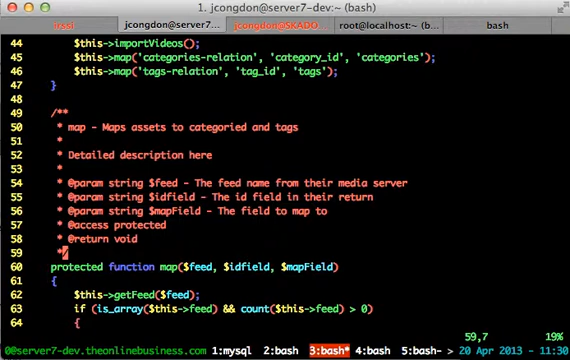 1. jcongdon@server7-dev:~ (bash)
irssi jcongdon@server7... jcongdon@SKADO... root@localhost:~ (b... bash
44 $this->importVideos();
45 $this->map('categories-relation', 'category_id', 'categories');
46 $this->map('tags-relation', 'tag_id', 'tags');
47 }
48
49 /**
50 * map - Maps assets to categoried and tags
51 *
52 * Detailed description here
53 *
54 * @param string $feed - The feed name from their media server
55 * @param string $idfield - The id field in their return
56 * @param string $mapField - The field to map to
57 * @access protected
58 * @return void
59 */
60 protected function map($feed, $idfield, $mapField)
61 {
62 $this->getFeed($feed);
63 if (is_array($this->feed) && count($this->feed) > 0)
64 {
59,7 19%
0@server7-dev.theonlinebusiness.com 1:mysql 2:bash 3:bash* 4:bash 5:bash- > 20 Apr 2013 - 11:30